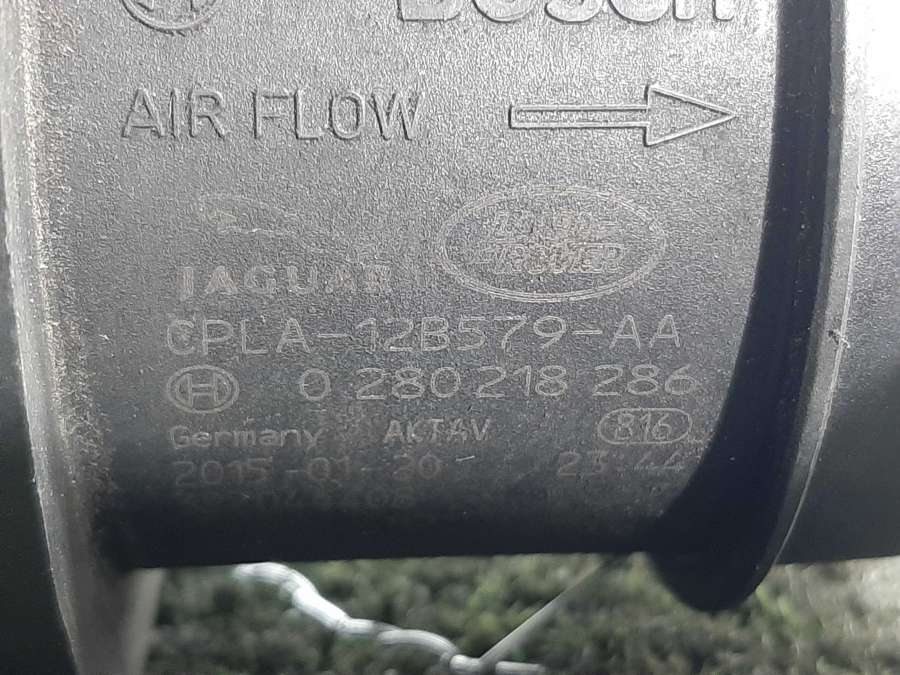 Bosch
AIR FLOW
JAGUAR
LAND ROVER
CPLA-12B579-AA
0 280 218 286
Germany AKTAV 816
2015-01-20 23 44